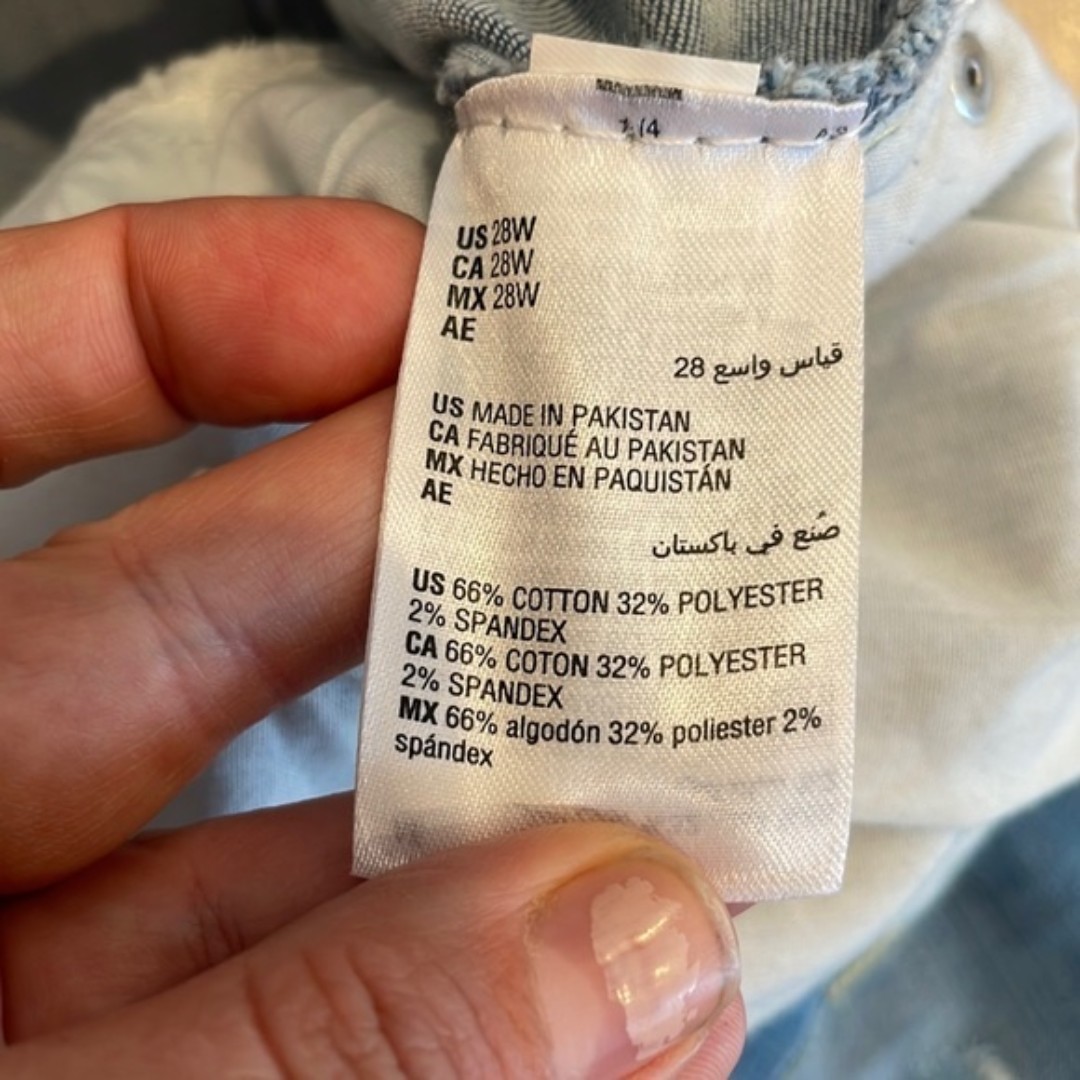 US 28W
CA 28W
MX 28W
AE
قياس واسع 28
US MADE IN PAKISTAN
CA FABRIQUÉ AU PAKISTAN
MX HECHO EN PAQUISTÁN
AE
صُنع في باكستان
US 66% COTTON 32% POLYESTER
2% SPANDEX
CA 66% COTON 32% POLYESTER
2% SPANDEX
MX 66% algodón 32% poliester 2%
spándex